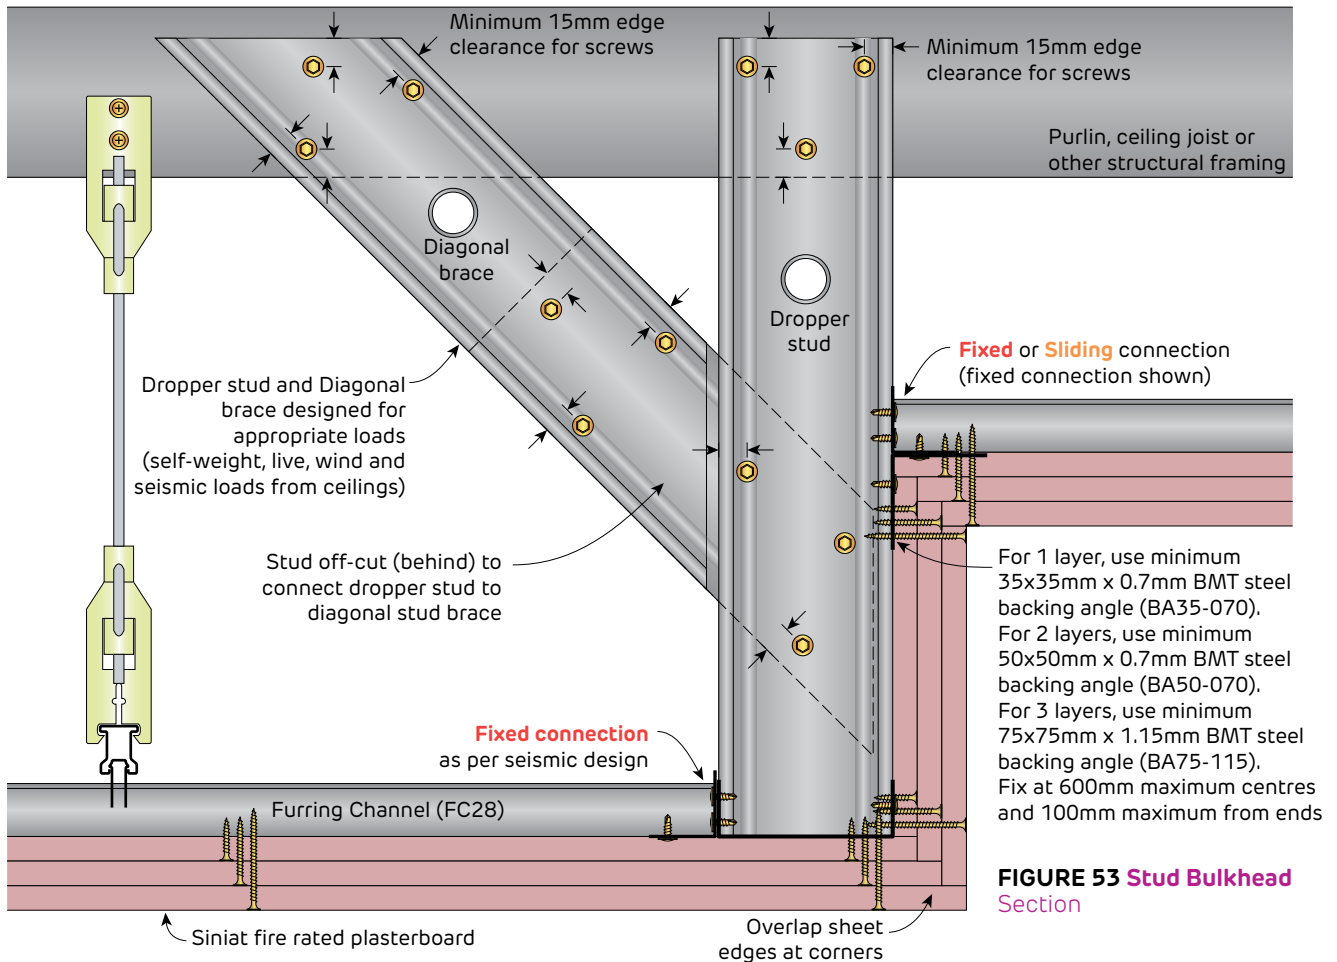 Minimum 15mm edge
clearance for screws
Minimum 15mm edge
clearance for screws
Purlin, ceiling joist or
other structural framing
Diagonal
brace
Dropper
stud
Fixed or Sliding connection
(fixed connection shown)
Dropper stud and Diagonal
brace designed for
appropriate loads
(self-weight, live, wind and
seismic loads from ceilings)
Stud off-cut (behind) to
connect dropper stud to
diagonal stud brace
For 1 layer, use minimum
35x35mm x 0.7mm BMT steel
backing angle (BA35-070).
For 2 layers, use minimum
50x50mm x 0.7mm BMT steel
backing angle (BA50-070).
For 3 layers, use minimum
75x75mm x 1.15mm BMT steel
backing angle (BA75-115).
Fix at 600mm maximum centres
and 100mm maximum from ends
Fixed connection
as per seismic design
Furring Channel (FC28)
FIGURE 53 Stud Bulkhead
Section
Siniat fire rated plasterboard
Overlap sheet
edges at corners